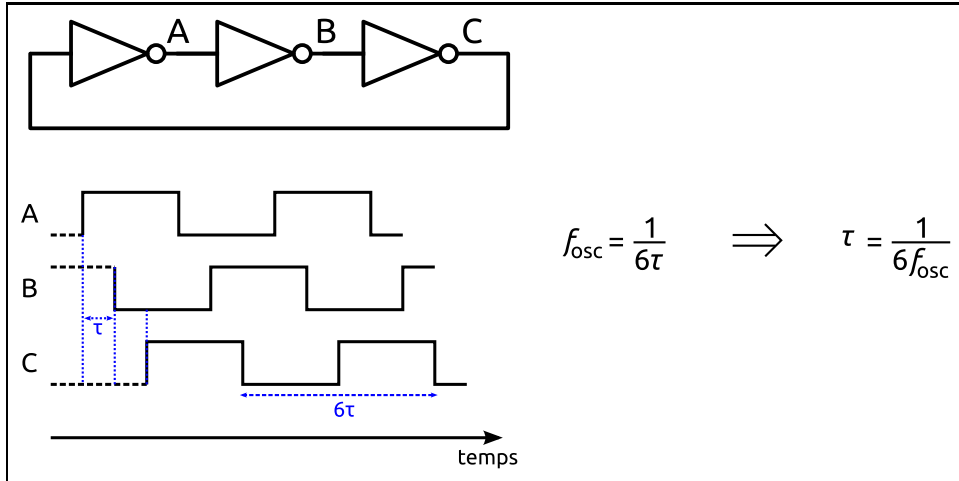 A B C
A
B
τ
C
6τ
temps
f_osc = 1/6τ ⟹ τ = 1/6f_osc